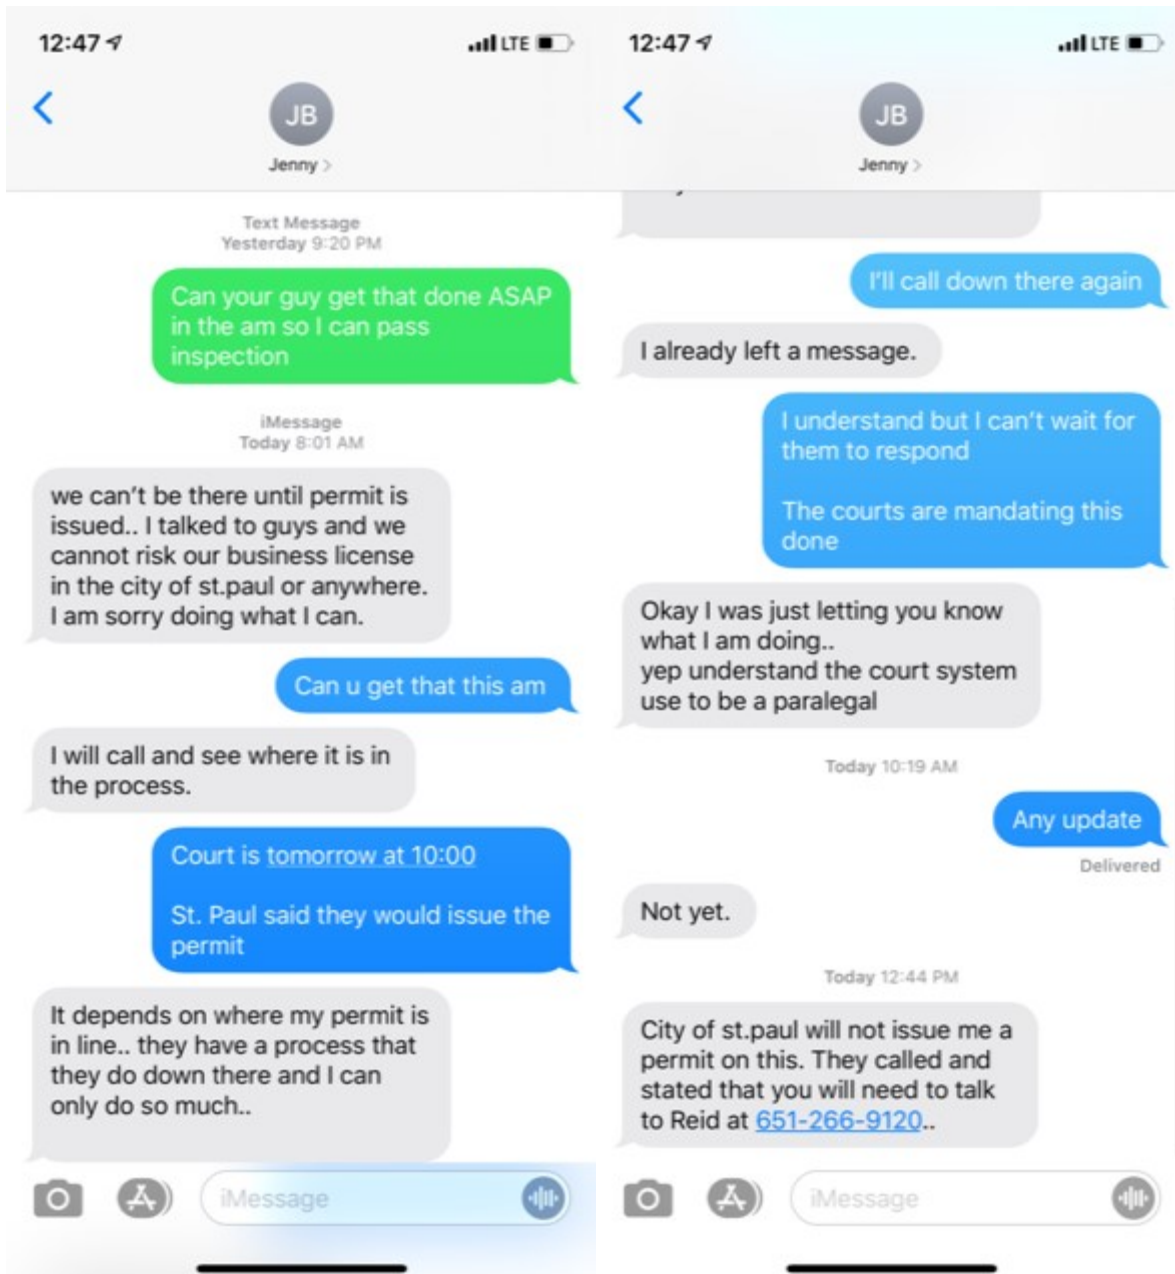 12:47
LTE
JB
Jenny
Text Message
Yesterday 9:20 PM
Can your guy get that done ASAP
in the am so I can pass
inspection
iMessage
Today 8:01 AM
we can't be there until permit is
issued.. I talked to guys and we
cannot risk our business license
in the city of st.paul or anywhere.
I am sorry doing what I can.
Can u get that this am
I will call and see where it is in
the process.
Court is tomorrow at 10:00
St. Paul said they would issue the
permit
It depends on where my permit is
in line.. they have a process that
they do down there and I can
only do so much..
iMessage
12:47
LTE
JB
Jenny
I'll call down there again
I already left a message.
I understand but I can't wait for
them to respond
The courts are mandating this
done
Okay I was just letting you know
what I am doing..
yep understand the court system
use to be a paralegal
Today 10:19 AM
Any update
Delivered
Not yet.
Today 12:44 PM
City of st.paul will not issue me a
permit on this. They called and
stated that you will need to talk
to Reid at 651-266-9120..
iMessage